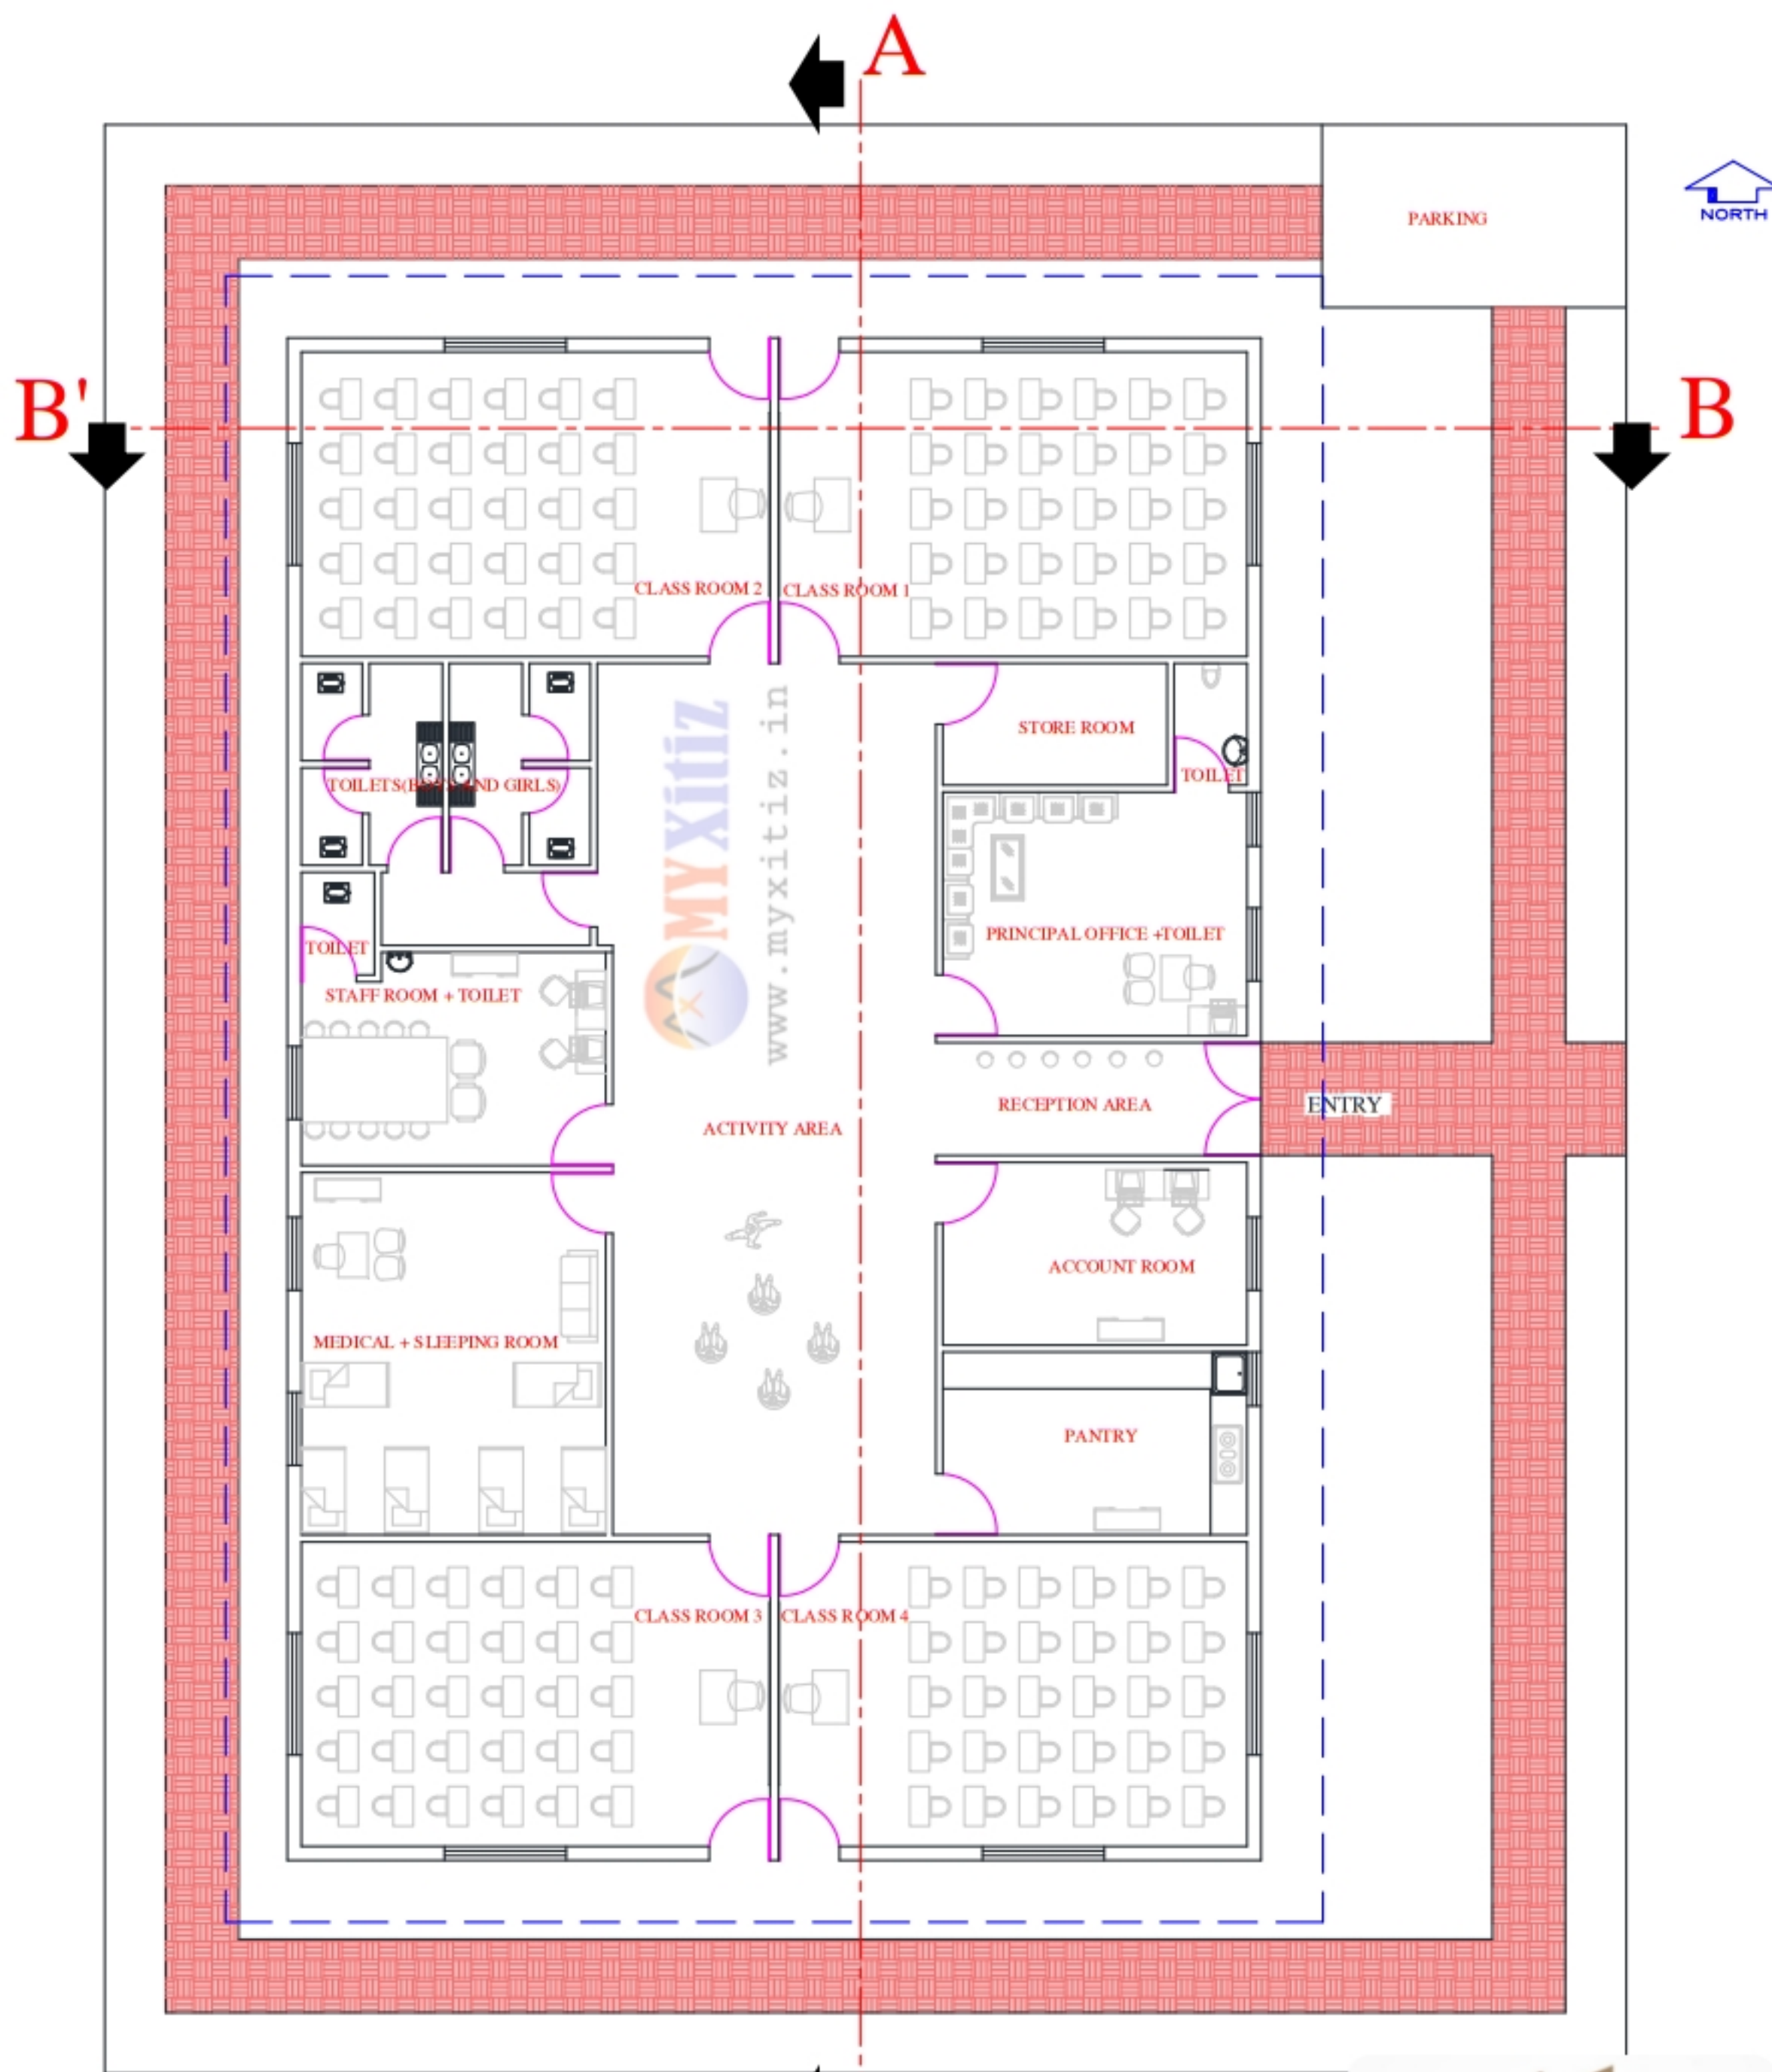 A
PARKING
NORTH
B'
B
CLASS ROOM 2
CLASS ROOM 1
STORE ROOM
TOILET
TOILETS(BOYS AND GIRLS)
MYXitiZ
www.myxitiz.in
PRINCIPAL OFFICE +TOILET
TOILET
STAFF ROOM + TOILET
RECEPTION AREA
ENTRY
ACTIVITY AREA
ACCOUNT ROOM
MEDICAL + SLEEPING ROOM
PANTRY
CLASS ROOM 3
CLASS ROOM 4